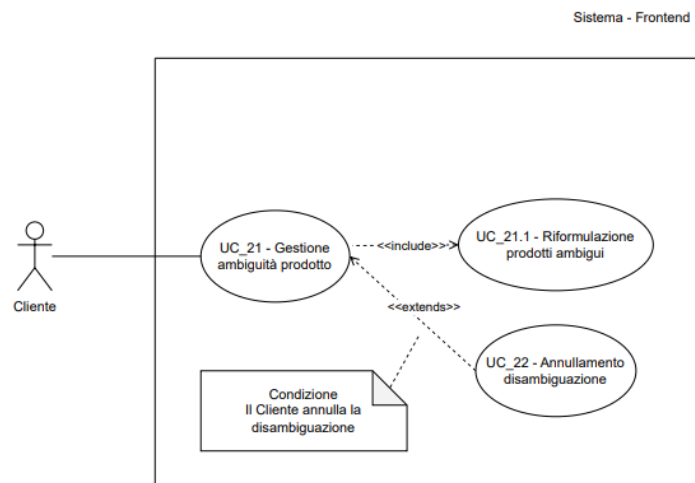 Sistema - Frontend
UC_21 - Gestione
ambiguità prodotto
<<include>>
UC_21.1 - Riformulazione
prodotti ambigui
Cliente
<<extends>>
UC_22 - Annullamento
disambiguazione
Condizione
Il Cliente annulla la
disambiguazione